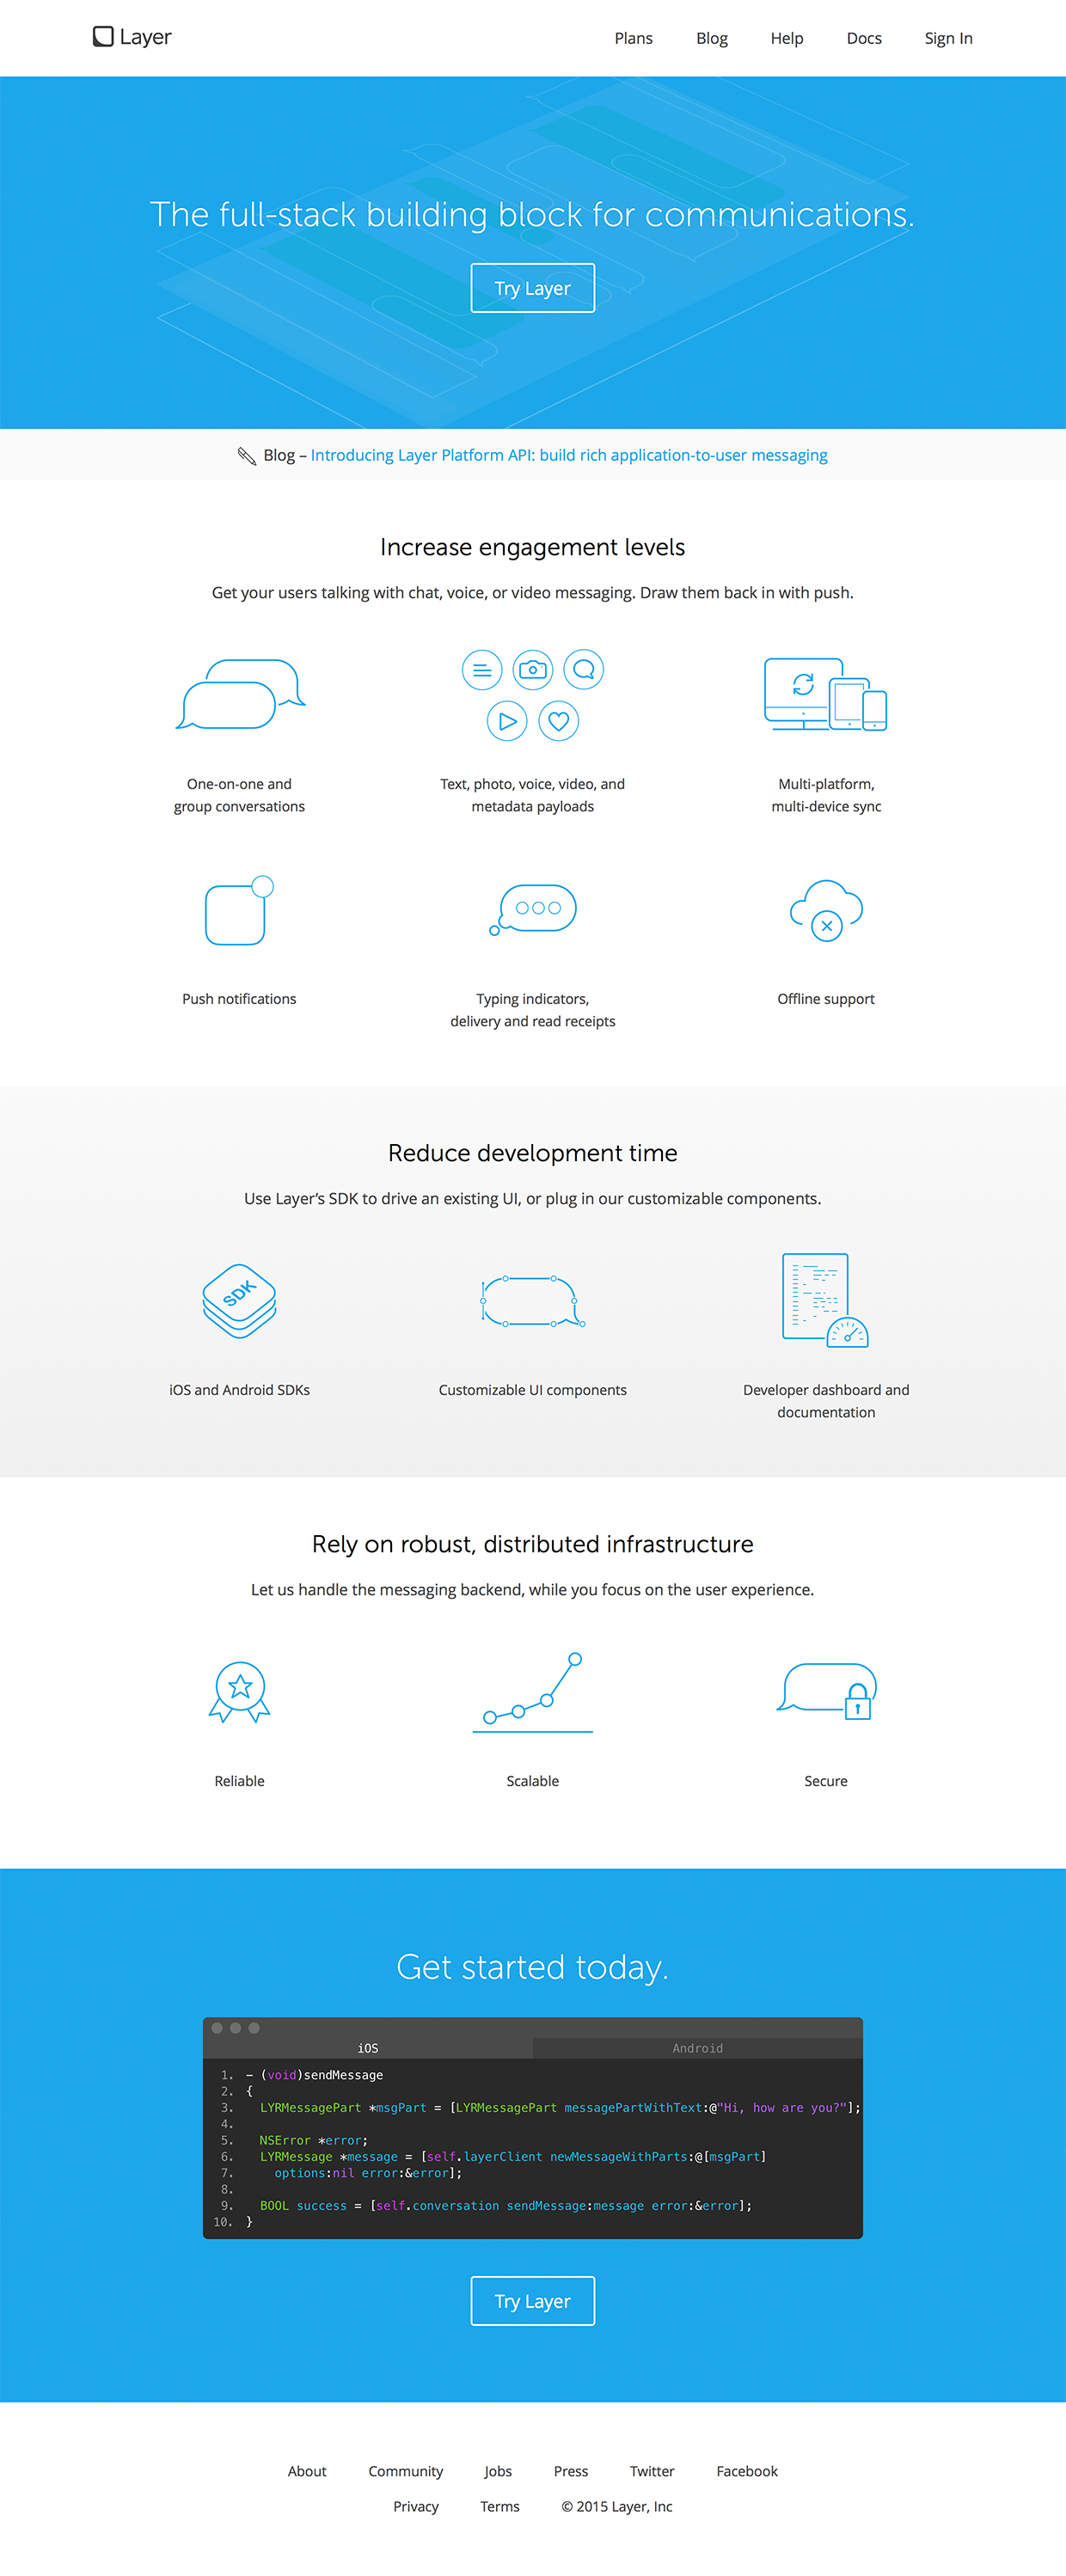 Layer
Plans Blog Help Docs Sign In
The full-stack building block for communications.
Try Layer
Blog – Introducing Layer Platform API: build rich application-to-user messaging
Increase engagement levels
Get your users talking with chat, voice, or video messaging. Draw them back in with push.
One-on-one and
group conversations
Text, photo, voice, video, and
metadata payloads
Multi-platform,
multi-device sync
Push notifications
Typing indicators,
delivery and read receipts
Offline support
Reduce development time
Use Layer’s SDK to drive an existing UI, or plug in our customizable components.
SDK
iOS and Android SDKs
Customizable UI components
Developer dashboard and
documentation
Rely on robust, distributed infrastructure
Let us handle the messaging backend, while you focus on the user experience.
Reliable
Scalable
Secure
Get started today.
iOS Android
1. - (void)sendMessage
2. {
3. LYRMessagePart *msgPart = [LYRMessagePart messagePartWithText:@"Hi, how are you?"];
4.
5. NSError *error;
6. LYRMessage *message = [self.layerClient newMessageWithParts:@[msgPart]
7. options:nil error:&error];
8.
9. BOOL success = [self.conversation sendMessage:message error:&error];
10. }
Try Layer
About Community Jobs Press Twitter Facebook
Privacy Terms © 2015 Layer, Inc